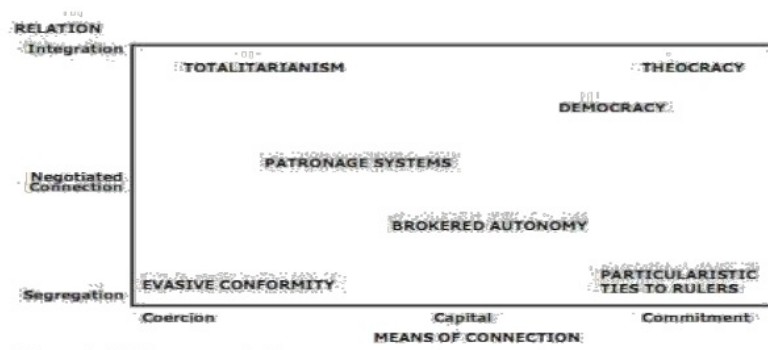 RELATION
Integration
TOTALITARIANISM
THEOCRACY
DEMOCRACY
PATRONAGE SYSTEMS
Negotiated
Connection
BROKERED AUTONOMY
PARTICULARISTIC
TIES TO RULERS
EVASIVE CONFORMITY
Segregation
Coercion
Capital
Commitment
MEANS OF CONNECTION